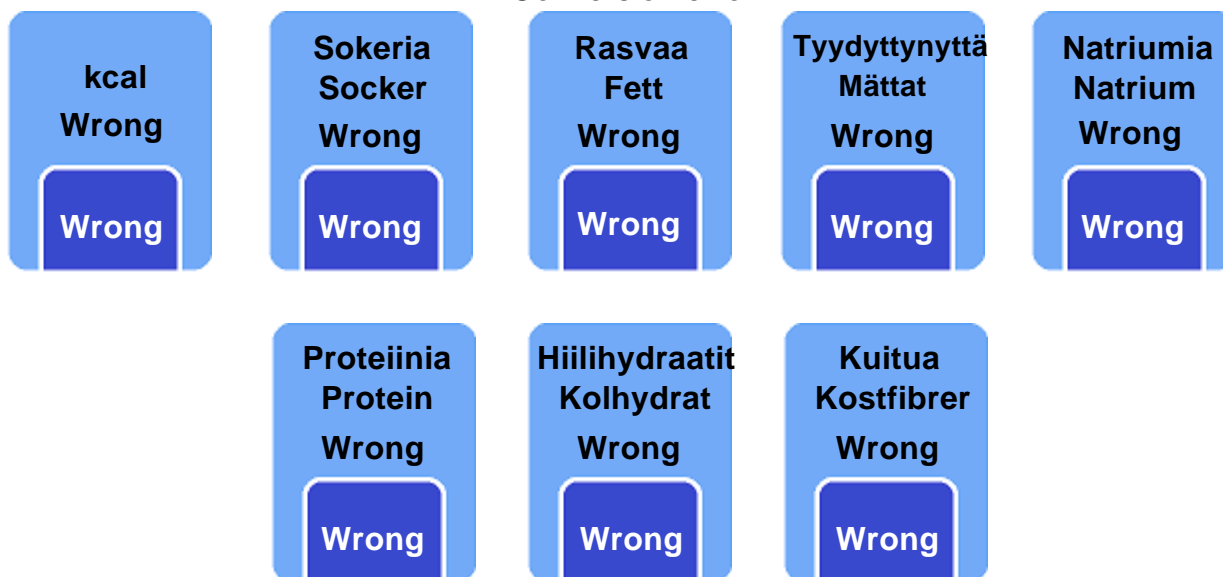 kcal
Wrong
Wrong
Sokeria
Socker
Wrong
Wrong
Rasvaa
Fett
Wrong
Wrong
Tyydyttynyttä
Mättat
Wrong
Wrong
Natriumia
Natrium
Wrong
Wrong
Proteiinia
Protein
Wrong
Wrong
Hiilihydraatit
Kolhydrat
Wrong
Wrong
Kuitua
Kostfibrer
Wrong
Wrong